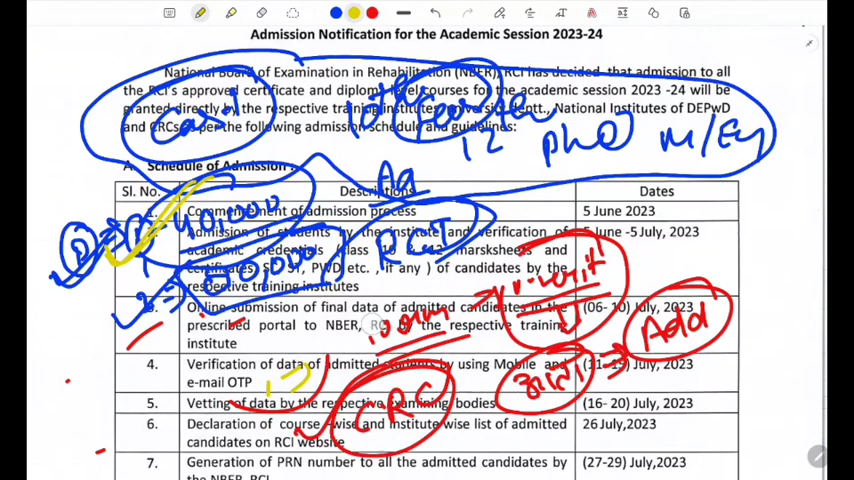 Admission Notification for the Academic Session 2023-24
National Board of Examination in Rehabilitation (NBER), RCI has decided that admission to all
the RCI's approved certificate and diploma level courses for the academic session 2023 -24 will be
granted directly by the respective training institute/university deptt., National Institutes of DEPwD
and CRCs as per the following admission schedule and guidelines:
A. Schedule of Admission :
Sl. No. Descriptions Dates
1. Commencement of admission process 5 June 2023
Admission of students by the institute and verification of 5 June -5 July, 2023
academic credentials (class 10 & 12 marsksheets and
certificates, SC, ST, PWD etc. , if any ) of candidates by the
respective training institutes
3. Online submission of final data of admitted candidates in the (06- 10) July, 2023
prescribed portal to NBER, RCI by the respective training
institute
4. Verification of data of admitted students by using Mobile and (11-15) July, 2023
e-mail OTP
5. Vetting of data by the respective examining bodies (16- 20) July, 2023
6. Declaration of course -wise and institute wise list of admitted 26 July,2023
candidates on RCI website
7. Generation of PRN number to all the admitted candidates by (27-29) July,2023
the NBER, RCI
10th
12
40,000
CRC
Add